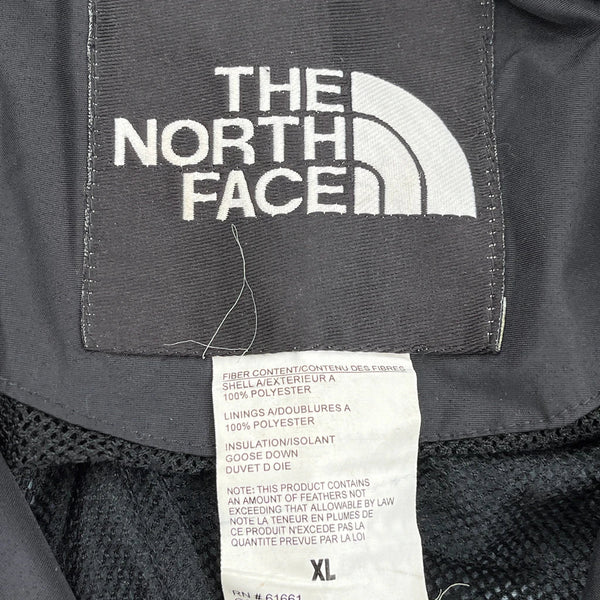 THE
NORTH
FACE
FIBER CONTENT/CONTENU DES FIBRES
SHELL A/EXTERIEUR A
100% POLYESTER
LININGS A/DOUBLURES A
100% POLYESTER
INSULATION/ISOLANT
GOOSE DOWN
DUVET D OIE
NOTE: THIS PRODUCT CONTAINS
AN AMOUNT OF FEATHERS NOT
EXCEEDING THAT ALLOWABLE BY LAW
NOTE LA TENEUR EN PLUMES DE
CE PRODUIT N'EXCEDE PAS LA
QUANTITE PREVUE PAR LA LOI
XL
RN # 61661